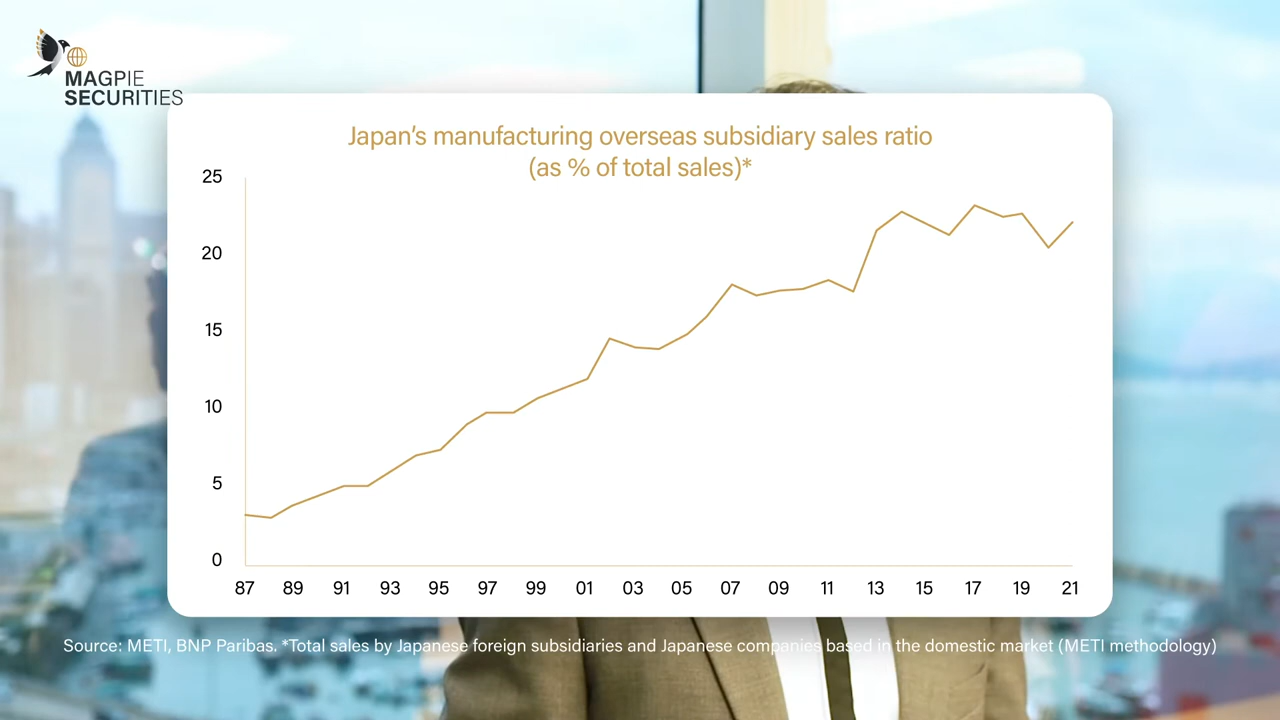 MAGPIE
SECURITIES
Japan’s manufacturing overseas subsidiary sales ratio
(as % of total sales)*
25
20
15
10
5
0
87 89 91 93 95 97 99 01 03 05 07 09 11 13 15 17 19 21
Source: METI, BNP Paribas. *Total sales by Japanese foreign subsidiaries and Japanese companies based in the domestic market (METI methodology)